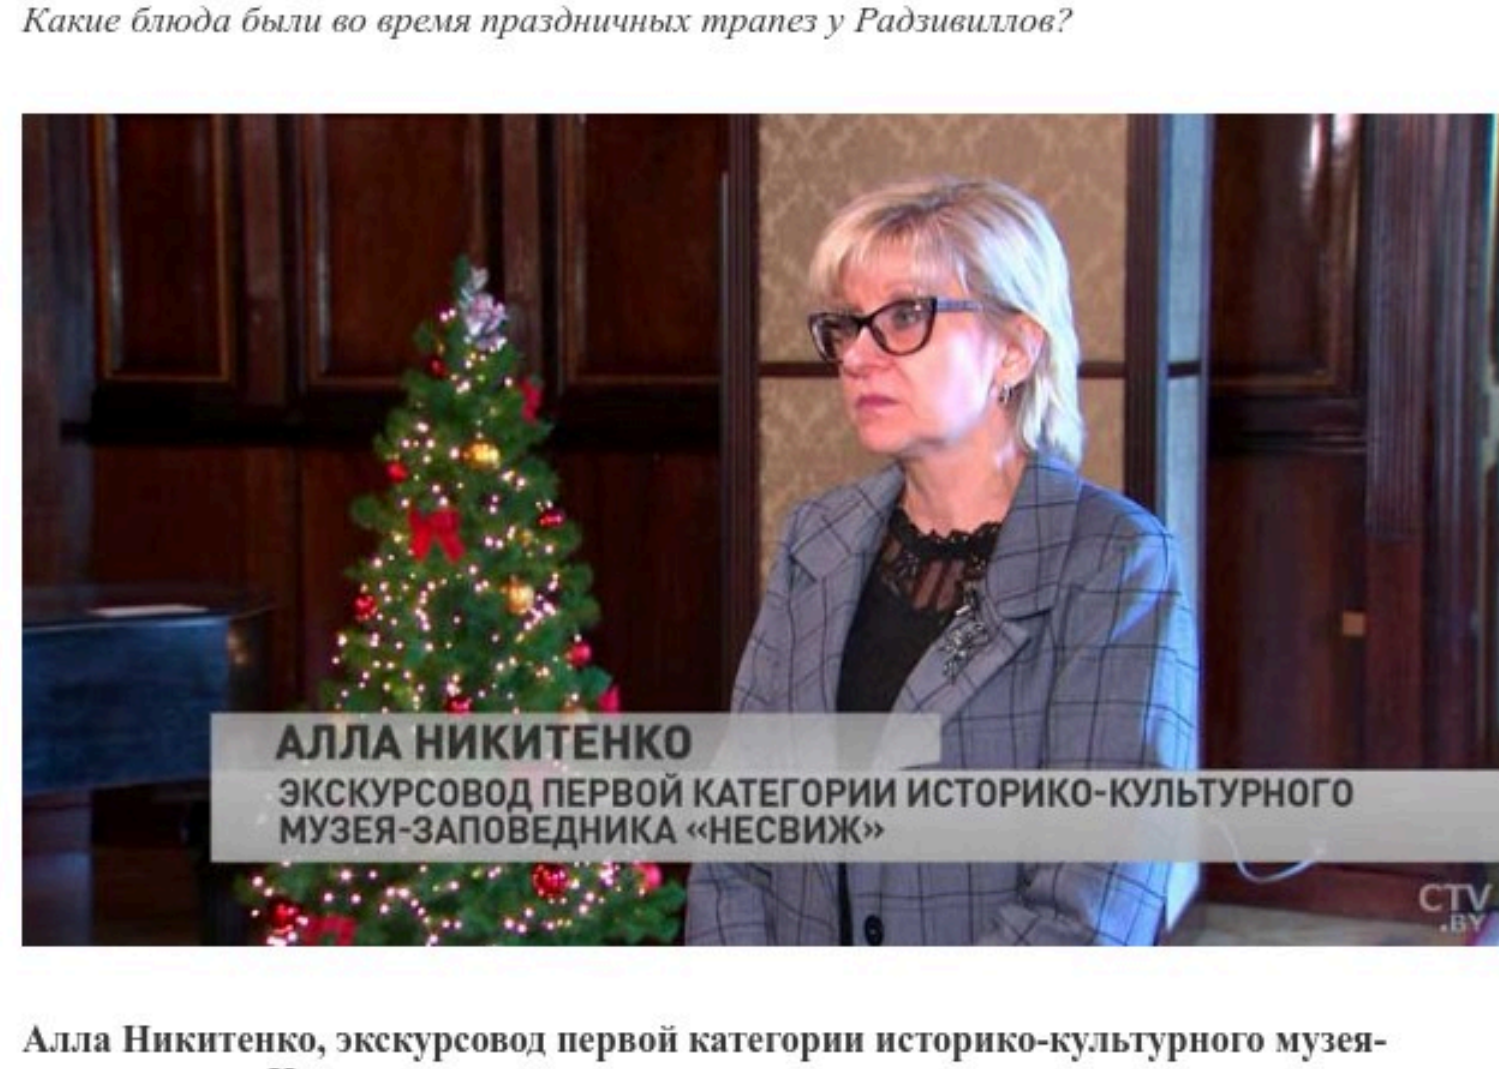 Какие блюда были во время праздничных трапез у Радзивиллов?
АЛЛА НИКИТЕНКО
ЭКСКУРСОВОД ПЕРВОЙ КАТЕГОРИИ ИСТОРИКО-КУЛЬТУРНОГО
МУЗЕЯ-ЗАПОВЕДНИКА «НЕСВИЖ»
CTV
.BY
Алла Никитенко, экскурсовод первой категории историко-культурного музея-